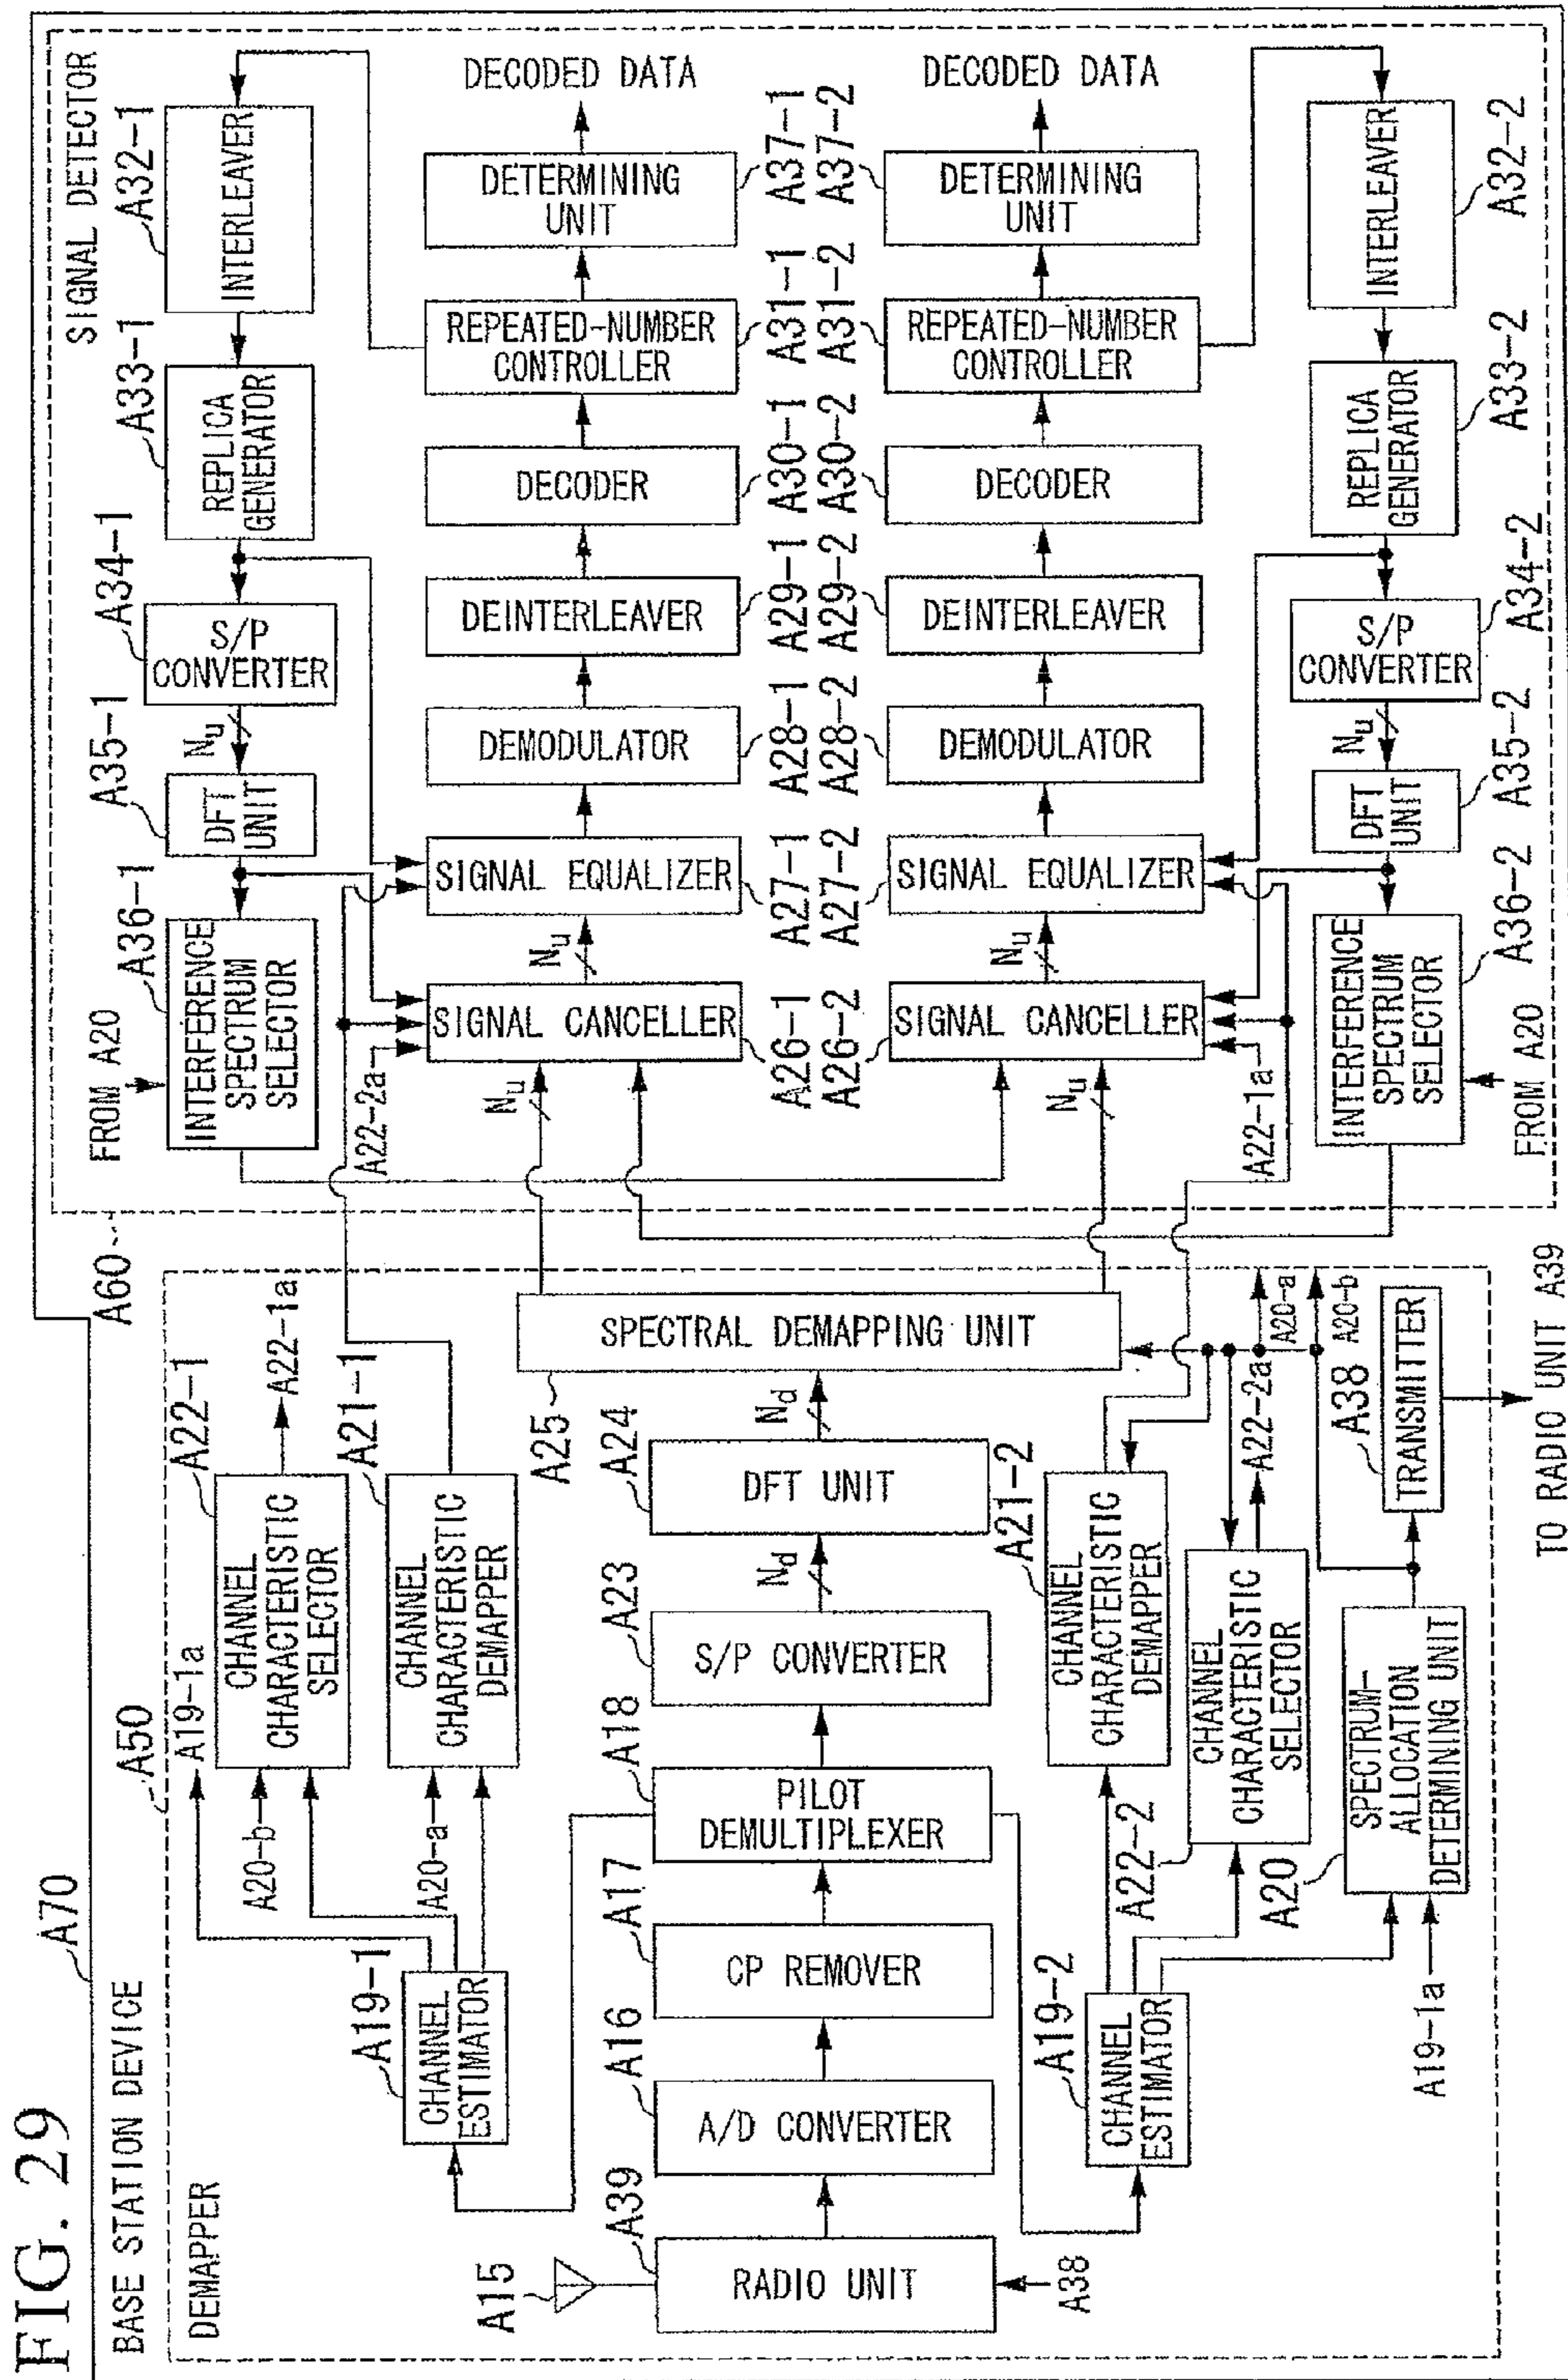 FIG. 29
A70
BASE STATION DEVICE
A50
DEMAPPER
A15
A39
RADIO UNIT
A38
A16
A/D CONVERTER
A17
CP REMOVER
A18
PILOT
DEMULTIPLEXER
A23
S/P CONVERTER
Nd
A24
DFT UNIT
Nd
A25
SPECTRAL DEMAPPING UNIT
A19-1
CHANNEL
ESTIMATOR
A19-1a
A20-b
A20-a
A22-1
CHANNEL
CHARACTERISTIC
SELECTOR
A22-1a
A21-1
CHANNEL
CHARACTERISTIC
DEMAPPER
A19-2
CHANNEL
ESTIMATOR
A21-2
CHANNEL
CHARACTERISTIC
DEMAPPER
A22-2
CHANNEL
CHARACTERISTIC
SELECTOR
A22-2a
A20
SPECTRUM-
ALLOCATION
DETERMINING UNIT
A19-1a
A20-a
A20-b
A38
TRANSMITTER
TO RADIO UNIT A39
A60
SIGNAL DETECTOR
FROM A20
A36-1
INTERFERENCE
SPECTRUM
SELECTOR
A35-1
DFT
UNIT
Nu
A34-1
S/P
CONVERTER
A33-1
REPLICA
GENERATOR
A32-1
INTERLEAVER
A22-2a
Nu
SIGNAL CANCELLER
A26-1
Nu
SIGNAL EQUALIZER
A27-1
DEMODULATOR
A28-1
DEINTERLEAVER
A29-1
DECODER
A30-1
REPEATED-NUMBER
CONTROLLER
A31-1
DETERMINING
UNIT
A37-1
DECODED DATA
Nu
A22-1a
A26-2
SIGNAL CANCELLER
Nu
A27-2
SIGNAL EQUALIZER
A28-2
DEMODULATOR
A29-2
DEINTERLEAVER
A30-2
DECODER
A31-2
REPEATED-NUMBER
CONTROLLER
A37-2
DETERMINING
UNIT
DECODED DATA
FROM A20
INTERFERENCE
SPECTRUM
SELECTOR
A36-2
DFT
UNIT
A35-2
Nu
S/P
CONVERTER
A34-2
REPLICA
GENERATOR
A33-2
INTERLEAVER
A32-2